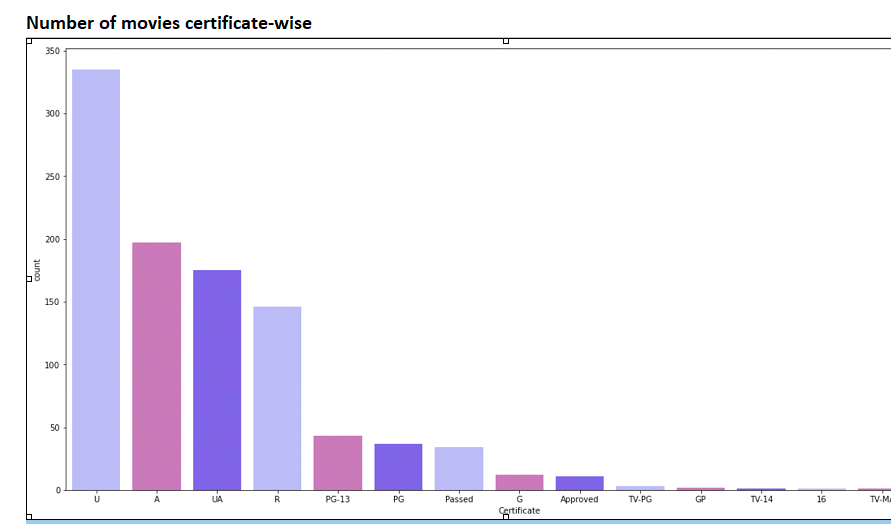 Number of movies certificate-wise
350
300
250
200
150
100
50
0
count
U A UA R PG-13 PG Passed G Approved TV-PG GP TV-14 16
Certificate